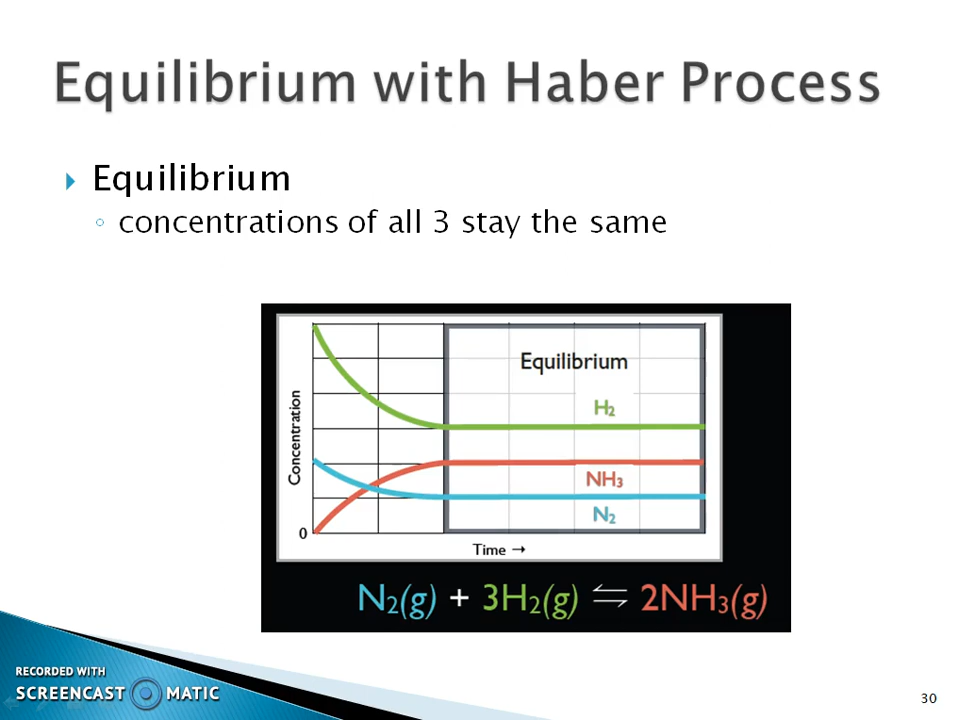 Equilibrium with Haber Process
Equilibrium
concentrations of all 3 stay the same
Equilibrium
H₂
Concentration
NH₃
N₂
0
Time →
N₂(g) + 3H₂(g) ⇌ 2NH₃(g)
RECORDED WITH
SCREENCAST MATIC
30